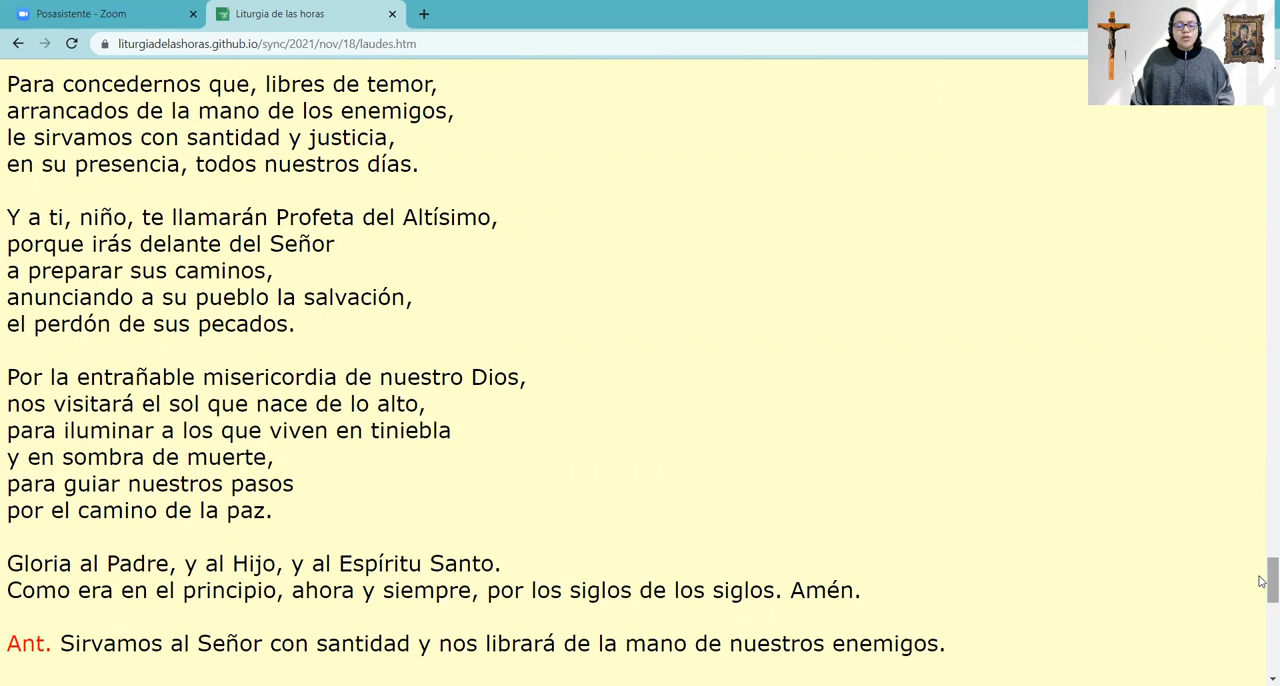 Posasistente - Zoom
Liturgia de las horas
liturgiadelashoras.github.io/sync/2021/nov/18/laudes.htm
Para concedernos que, libres de temor,
arrancados de la mano de los enemigos,
le sirvamos con santidad y justicia,
en su presencia, todos nuestros días.
Y a ti, niño, te llamarán Profeta del Altísimo,
porque irás delante del Señor
a preparar sus caminos,
anunciando a su pueblo la salvación,
el perdón de sus pecados.
Por la entrañable misericordia de nuestro Dios,
nos visitará el sol que nace de lo alto,
para iluminar a los que viven en tiniebla
y en sombra de muerte,
para guiar nuestros pasos
por el camino de la paz.
Gloria al Padre, y al Hijo, y al Espíritu Santo.
Como era en el principio, ahora y siempre, por los siglos de los siglos. Amén.
Ant. Sirvamos al Señor con santidad y nos librará de la mano de nuestros enemigos.